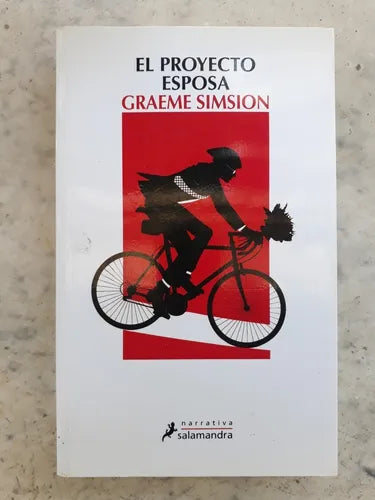 EL PROYECTO
ESPOSA
GRAEME SIMSION
narrativa
salamandra